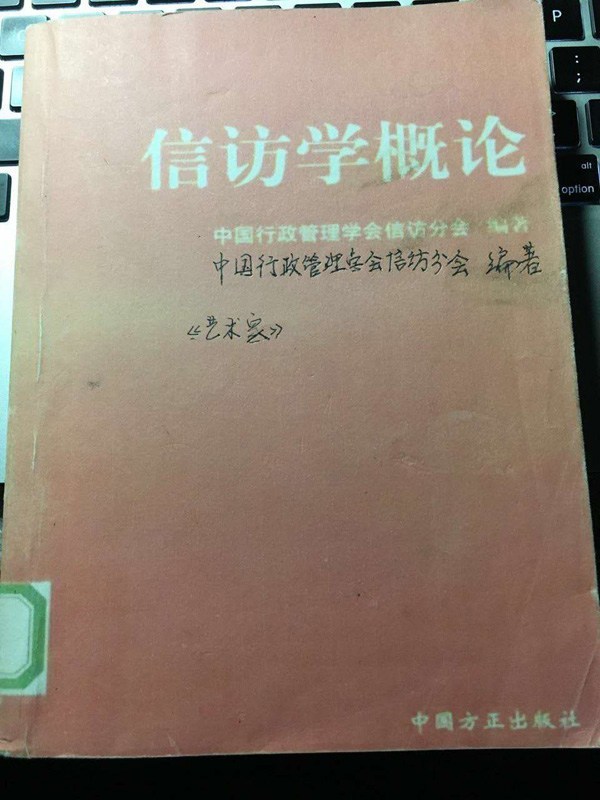 P
: ;
alt
option
信访学概论
中国行政管理学会信访分会 编著
中国行政管理学会信访分会 编著
《艺术家》
中国方正出版社